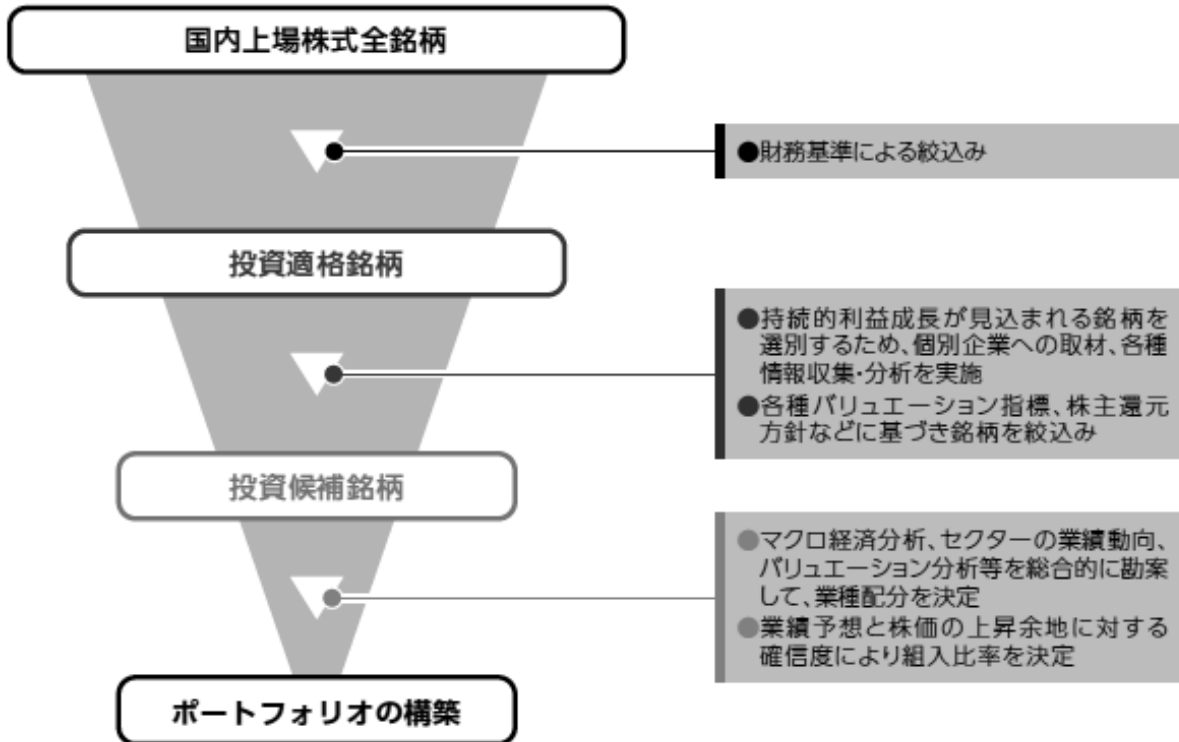 国内上場株式全銘柄
●財務基準による絞込み
投資適格銘柄
●持続的利益成長が見込まれる銘柄を
選別するため、個別企業への取材、各種
情報収集・分析を実施
●各種バリュエーション指標、株主還元
方針などに基づき銘柄を絞込み
投資候補銘柄
●マクロ経済分析、セクターの業績動向、
バリュエーション分析等を総合的に勘案
して、業種配分を決定
●業績予想と株価の上昇余地に対する
確信度により組入比率を決定
ポートフォリオの構築